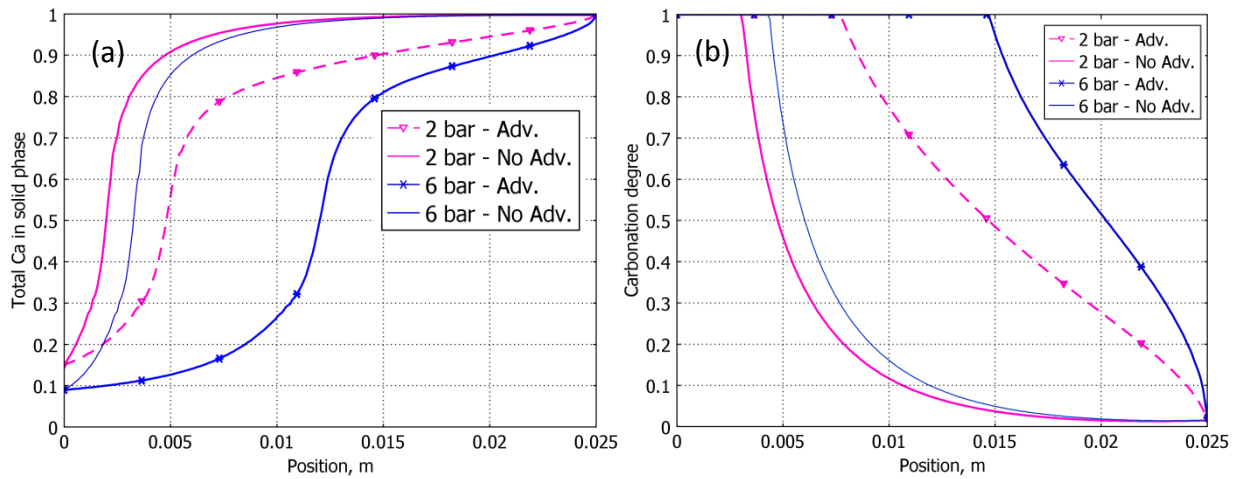 (a)
Total Ca in solid phase
1
0.9
0.8
0.7
0.6
0.5
0.4
0.3
0.2
0.1
0
0 0.005 0.01 0.015 0.02 0.025
Position, m
2 bar - Adv.
2 bar - No Adv.
6 bar - Adv.
6 bar - No Adv.
(b)
Carbonation degree
1
0.9
0.8
0.7
0.6
0.5
0.4
0.3
0.2
0.1
0
0 0.005 0.01 0.015 0.02 0.025
Position, m
2 bar - Adv.
2 bar - No Adv.
6 bar - Adv.
6 bar - No Adv.